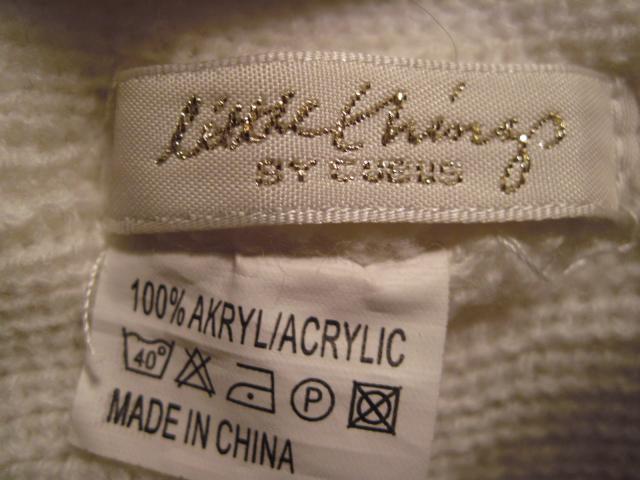 little things
BY CUBUS
100% AKRYL/ACRYLIC
40° P
MADE IN CHINA